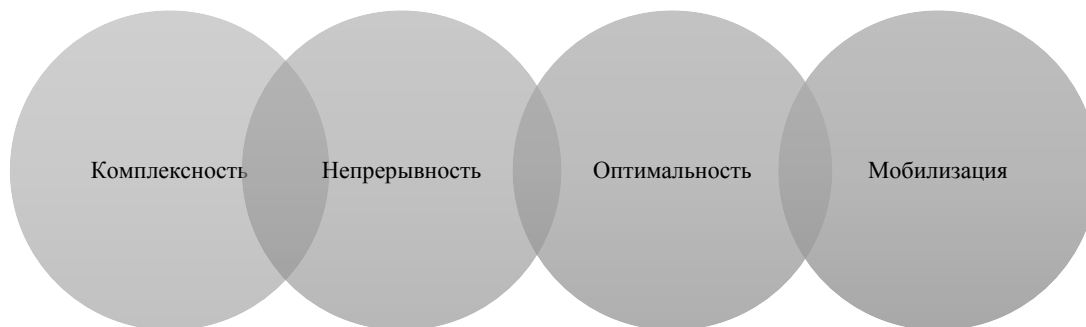 Комплексность Непрерывность Оптимальность Мобилизация